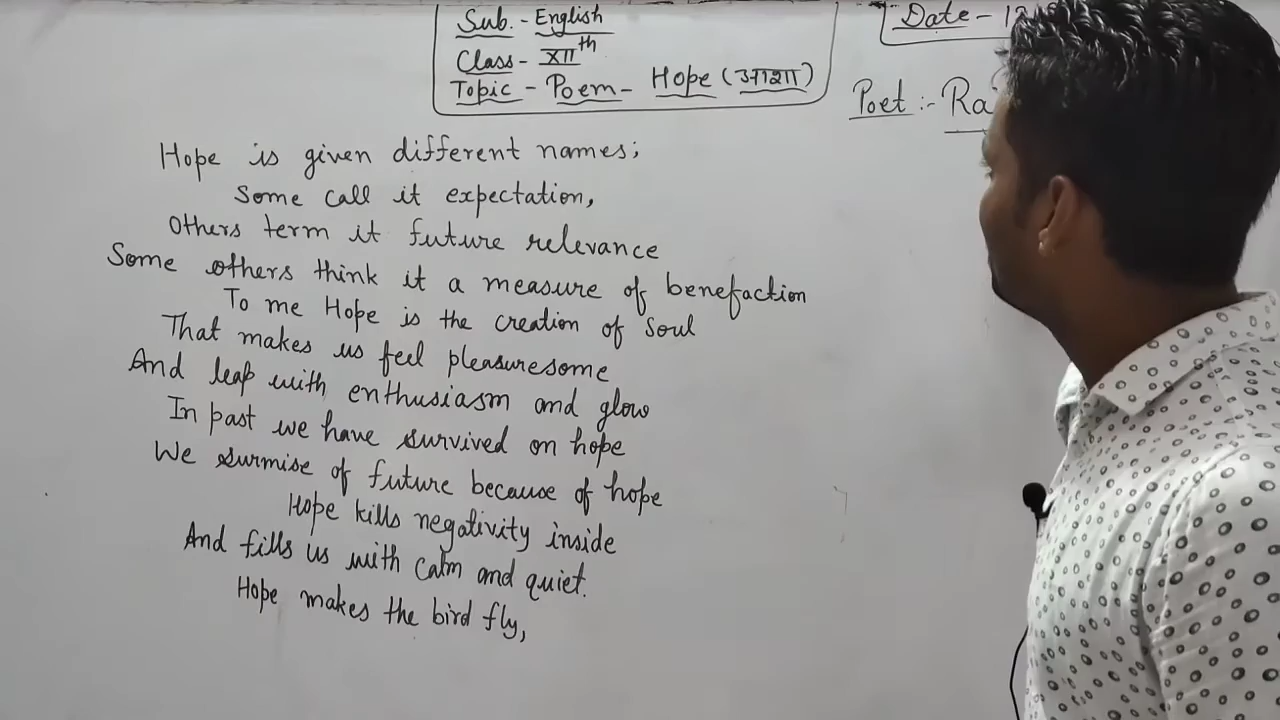 Sub. - English
Class - XIIth
Topic - Poem - Hope (आशा)
Date -
Poet :-
Hope is given different names;
Some call it expectation,
Others term it future relevance
Some others think it a measure of benefaction
To me Hope is the creation of Soul
That makes us feel pleasuresome
And leap with enthusiasm and glow
In past we have survived on hope
We surmise of future because of hope
Hope kills negativity inside
And fills us with calm and quiet.
Hope makes the bird fly,